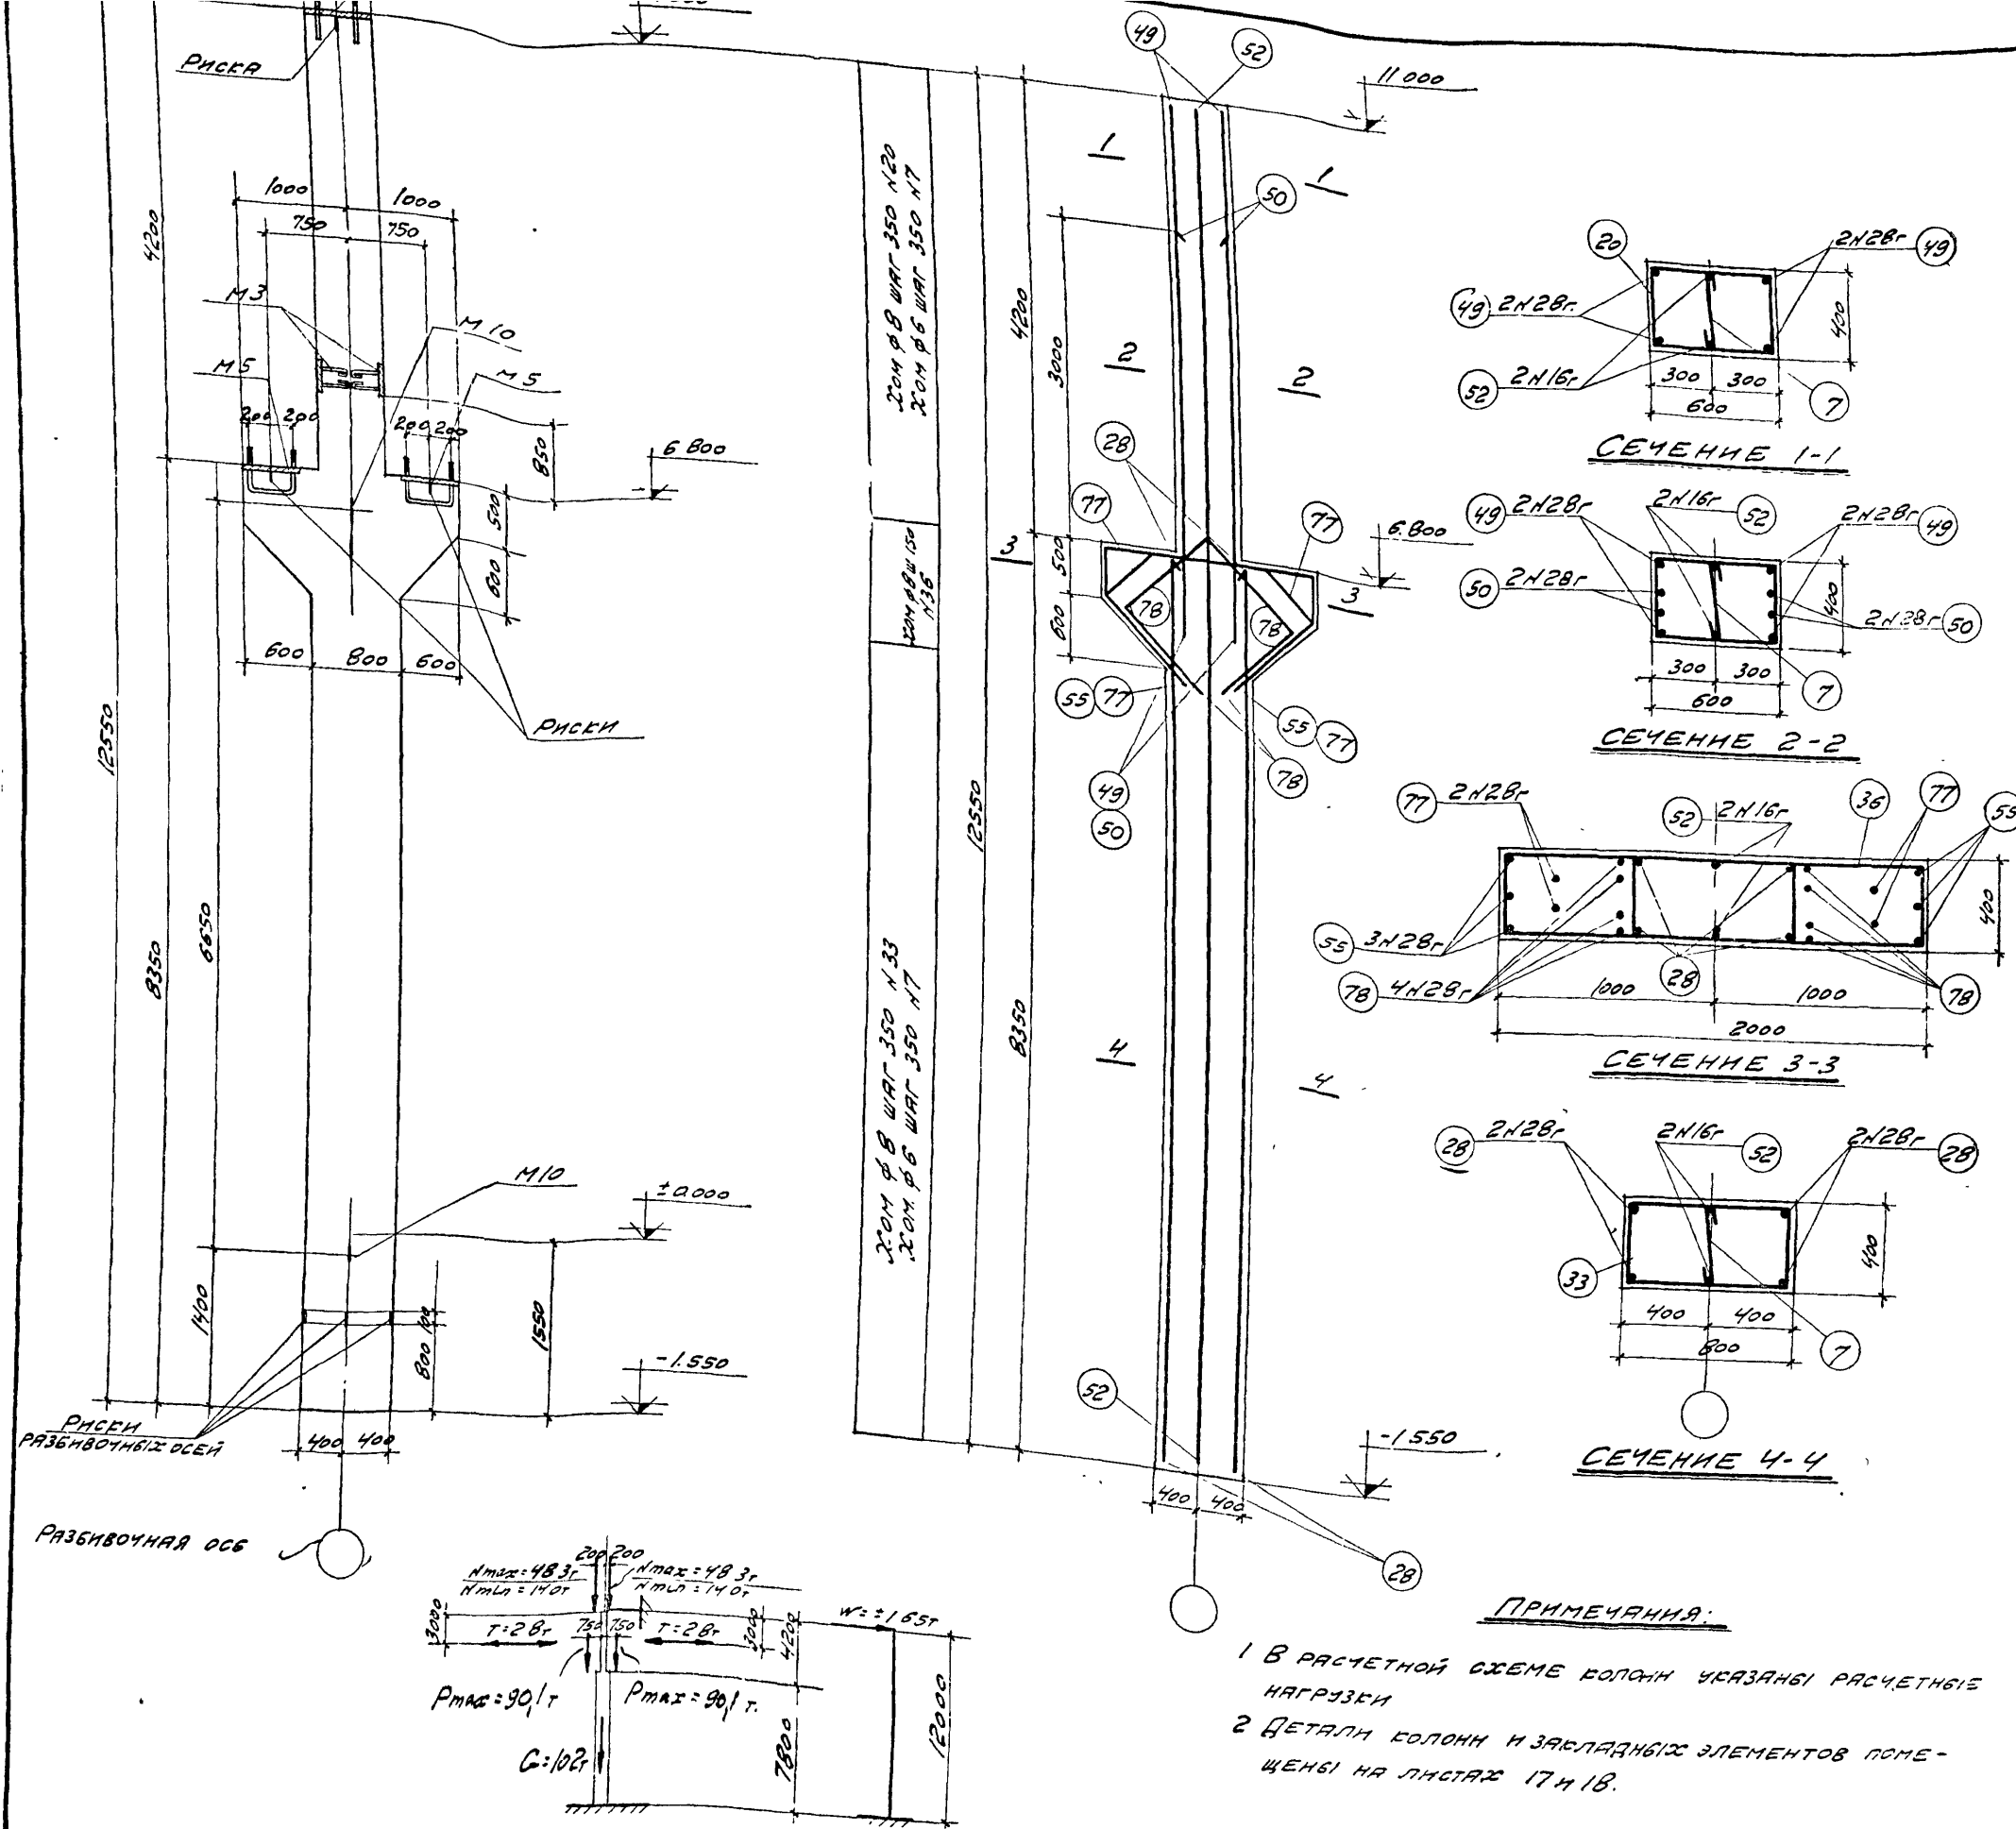 РИСКА
1000
1000
750
750
4200
М3
М10
М5
М5
200
200
200
200
850
6 800
500
600
600
800
600
РИСКИ
12550
8350
6650
1400
М10
±0.000
1550
800
100
-1.550
РИСКИ
РАЗБИВОЧНЫХ ОСЕЙ
400
400
РАЗБИВОЧНАЯ ОСЬ
ХОМ ф8 ШАГ 350 N20
ХОМ ф6 ШАГ 350 N7
ХОМ ф8 Ш 150
N36
ХОМ ф8 ШАГ 350 N33
ХОМ. ф6 ШАГ 350 N7
12550
4200
8350
3000
500
600
49
52
11 000
1
1
50
2
2
28
77
77
6.800
3
3
78
78
55
77
55
77
49
50
78
4
4
52
-1 550
400
400
28
20
2N28г
49
49
2N28г.
400
52
2N16г
300
300
600
7
СЕЧЕНИЕ 1-1
49
2N28г
2N16г
52
2N28г
49
50
2N28г
400
2N28г
50
300
300
600
7
СЕЧЕНИЕ 2-2
77
2N28г
52
2N16г
36
77
55
400
55
3N28г
78
4N28г
28
78
1000
1000
2000
СЕЧЕНИЕ 3-3
28
2N28г
2N16г
52
2N28г
28
400
33
400
400
800
7
СЕЧЕНИЕ 4-4
200
200
Nmax=48 3т
Nmin=14 0т
Nmax=48 3т
Nmin=14 0т
3000
T=2 8т
750
750
T=2 8т
3000
4200
W=±1 65т
Pmax=90,1т
Pmax=90,1т.
G=10 2т
7800
12000
ПРИМЕЧАНИЯ:
1 В РАСЧЕТНОЙ СХЕМЕ КОЛОНН УКАЗАНЫ РАСЧЕТНЫЕ
НАГРУЗКИ
2 ДЕТАЛИ КОЛОНН И ЗАКЛАДНЫХ ЭЛЕМЕНТОВ ПОМЕ-
ЩЕНЫ НА ЛИСТАХ 17 И 18.